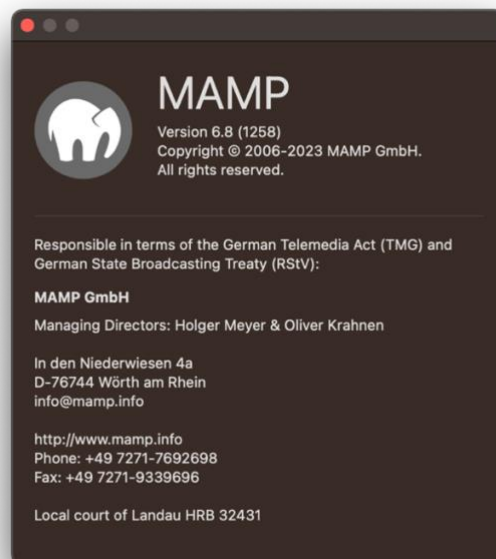 MAMP
Version 6.8 (1258)
Copyright © 2006-2023 MAMP GmbH.
All rights reserved.
Responsible in terms of the German Telemedia Act (TMG) and
German State Broadcasting Treaty (RStV):
MAMP GmbH
Managing Directors: Holger Meyer & Oliver Krahnen
In den Niederwiesen 4a
D-76744 Wörth am Rhein
info@mamp.info
http://www.mamp.info
Phone: +49 7271-7692698
Fax: +49 7271-9339696
Local court of Landau HRB 32431